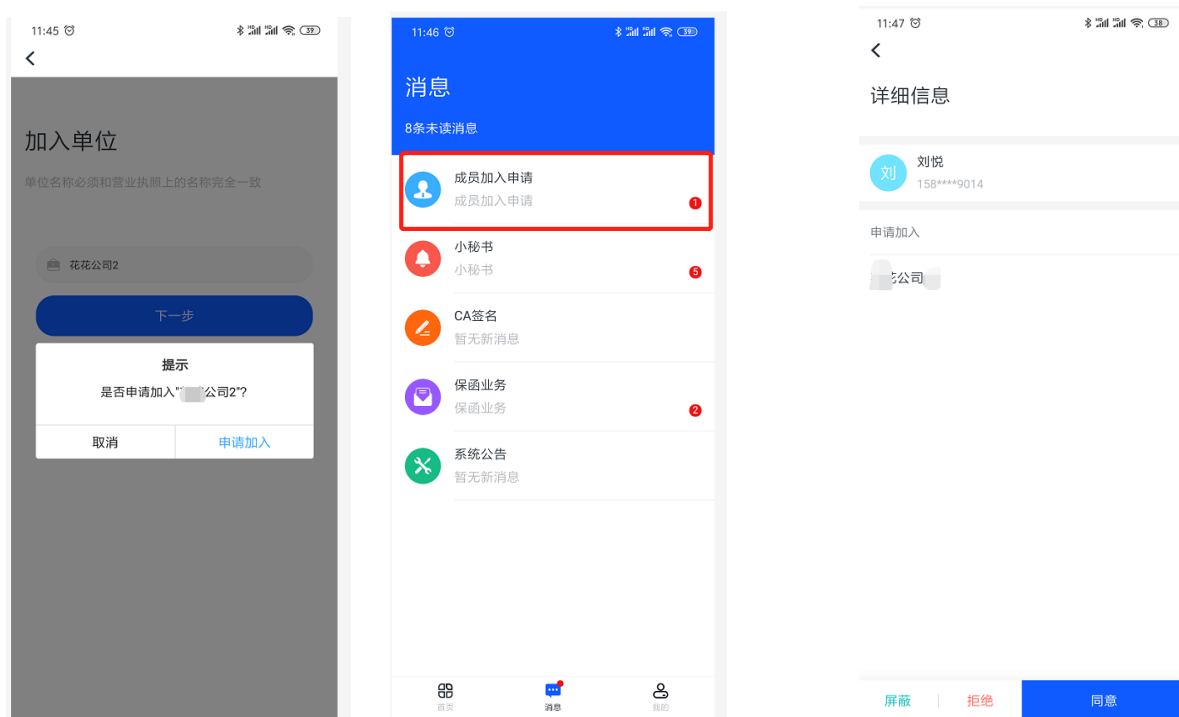 11:45
39
加入单位
单位名称必须和营业执照上的名称完全一致
花花公司2
下一步
提示
是否申请加入"公司2"?
取消
申请加入
11:46
39
消息
8条未读消息
成员加入申请
成员加入申请
1
小秘书
小秘书
5
CA签名
暂无新消息
保函业务
保函业务
2
系统公告
暂无新消息
首页
消息
我的
11:47
38
详细信息
刘
刘悦
158****9014
申请加入
公司
屏蔽
拒绝
同意